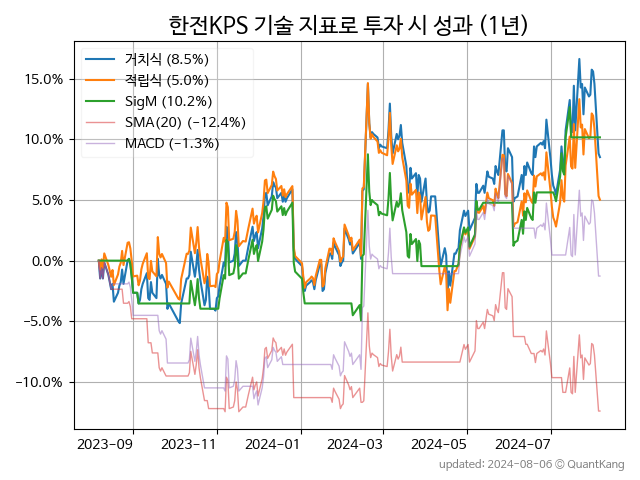 한전KPS 기술 지표로 투자 시 성과 (1년)
거치식 (8.5%)
적립식 (5.0%)
SigM (10.2%)
SMA(20) (−12.4%)
MACD (−1.3%)
15.0%
10.0%
5.0%
0.0%
−5.0%
−10.0%
2023-09 2023-11 2024-01 2024-03 2024-05 2024-07
updated: 2024-08-06 © QuantKang